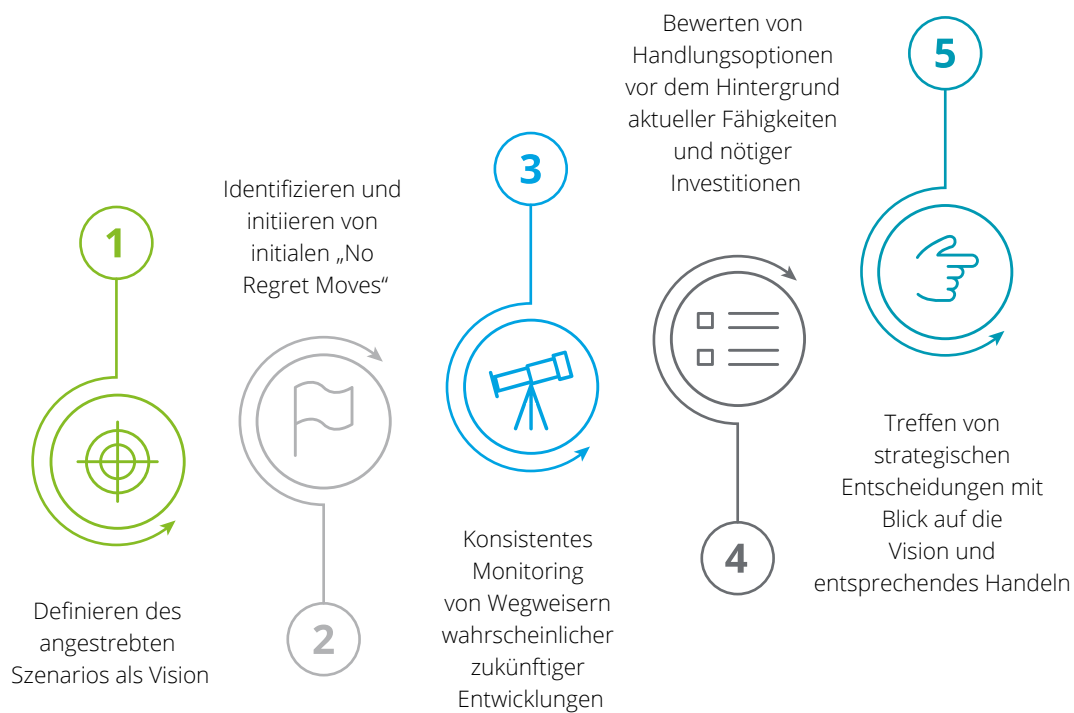 1
Definieren des
angestrebten
Szenarios als Vision
Identifizieren und
initiieren von
initialen „No
Regret Moves“
2
3
Konsistentes
Monitoring
von Wegweisern
wahrscheinlicher
zukünftiger
Entwicklungen
Bewerten von
Handlungsoptionen
vor dem Hintergrund
aktueller Fähigkeiten
und nötiger
Investitionen
4
5
Treffen von
strategischen
Entscheidungen mit
Blick auf die
Vision und
entsprechendes Handeln